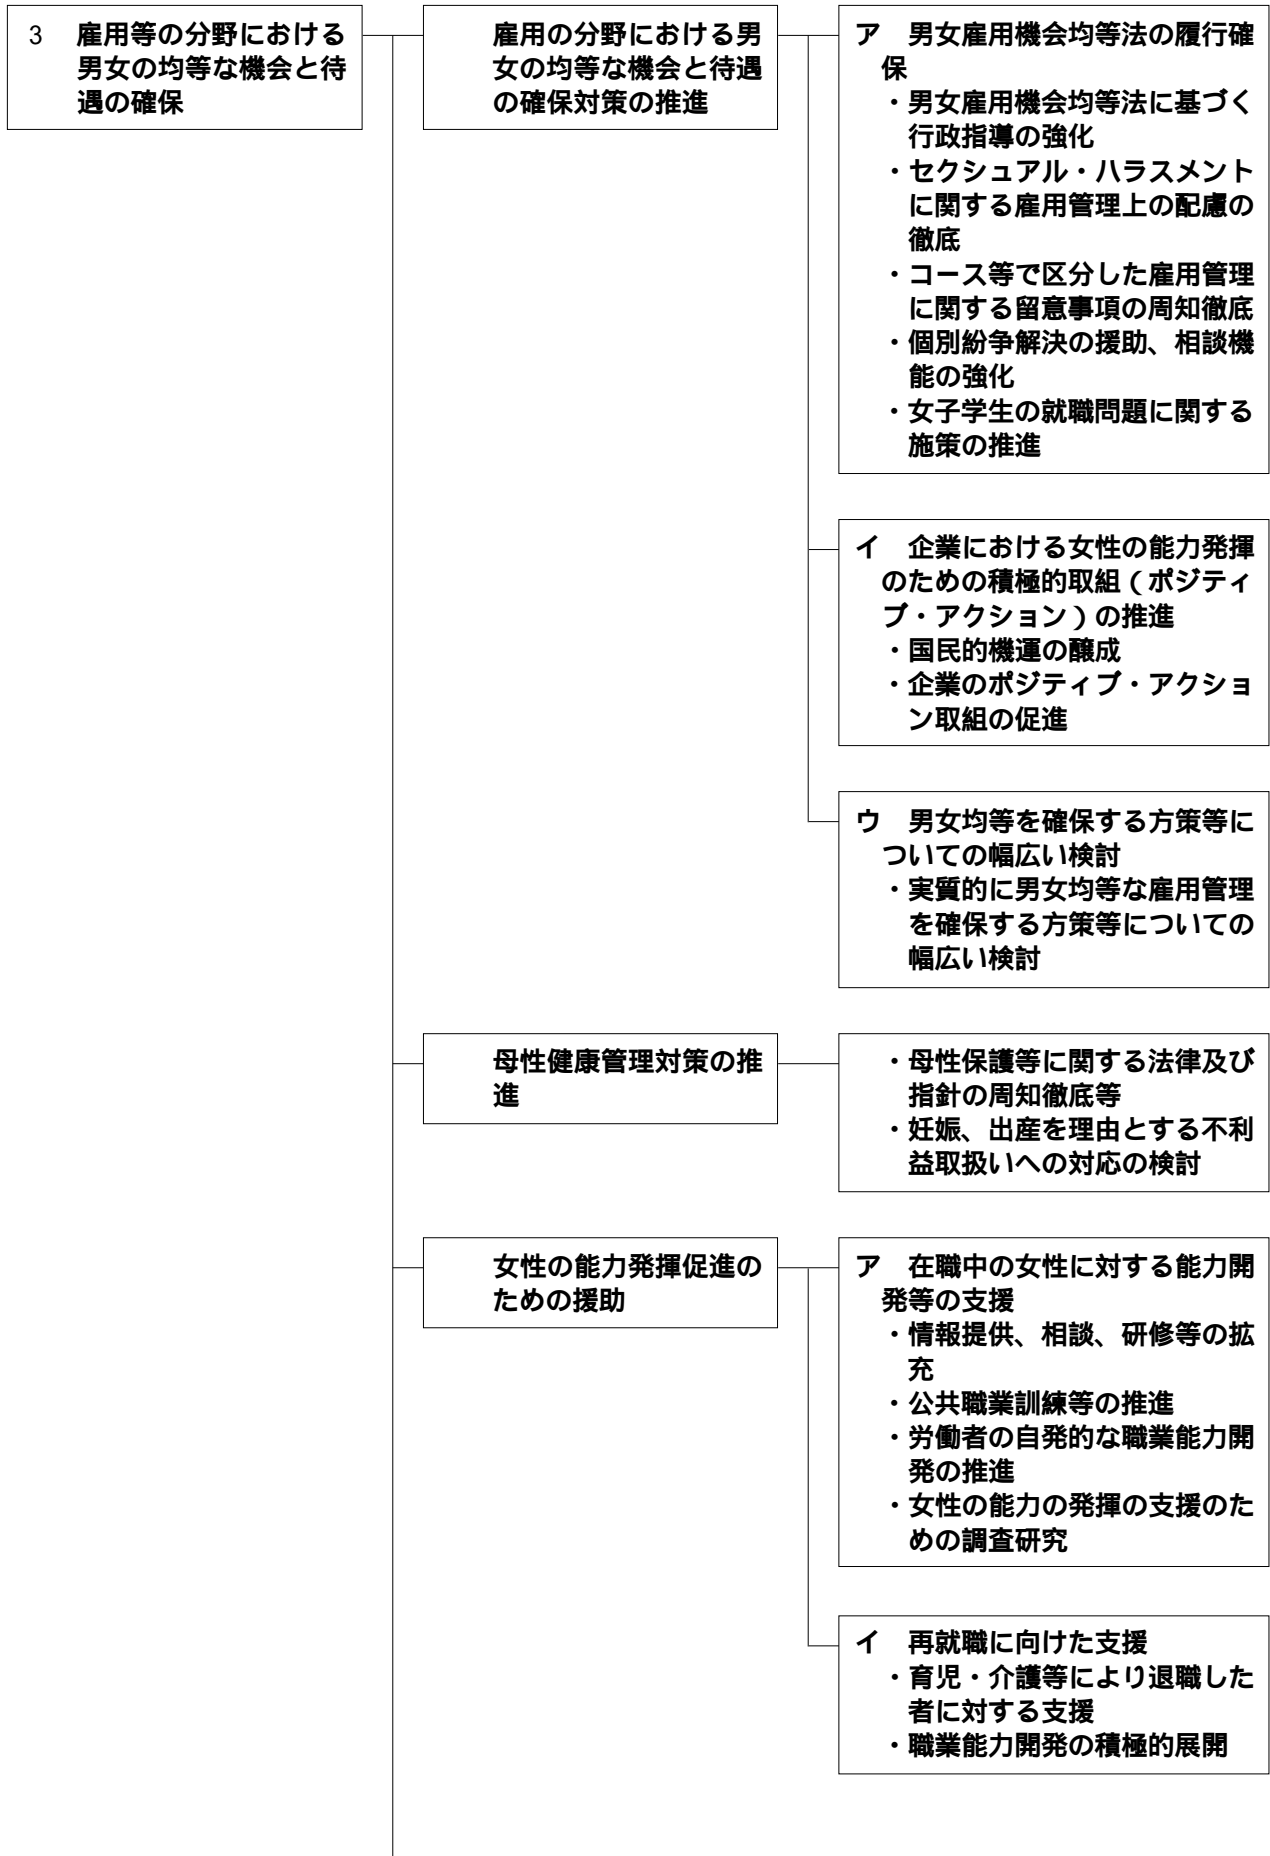 3 雇用等の分野における
男女の均等な機会と待
遇の確保
雇用の分野における男
女の均等な機会と待遇
の確保対策の推進
ア 男女雇用機会均等法の履行確
保
・男女雇用機会均等法に基づく
行政指導の強化
・セクシュアル・ハラスメント
に関する雇用管理上の配慮の
徹底
・コース等で区分した雇用管理
に関する留意事項の周知徹底
・個別紛争解決の援助、相談機
能の強化
・女子学生の就職問題に関する
施策の推進
イ 企業における女性の能力発揮
のための積極的取組(ポジティ
ブ・アクション)の推進
・国民的機運の醸成
・企業のポジティブ・アクショ
ン取組の促進
ウ 男女均等を確保する方策等に
ついての幅広い検討
・実質的に男女均等な雇用管理
を確保する方策等についての
幅広い検討
母性健康管理対策の推
進
・母性保護等に関する法律及び
指針の周知徹底等
・妊娠、出産を理由とする不利
益取扱いへの対応の検討
女性の能力発揮促進の
ための援助
ア 在職中の女性に対する能力開
発等の支援
・情報提供、相談、研修等の拡
充
・公共職業訓練等の推進
・労働者の自発的な職業能力開
発の推進
・女性の能力の発揮の支援のた
めの調査研究
イ 再就職に向けた支援
・育児・介護等により退職した
者に対する支援
・職業能力開発の積極的展開